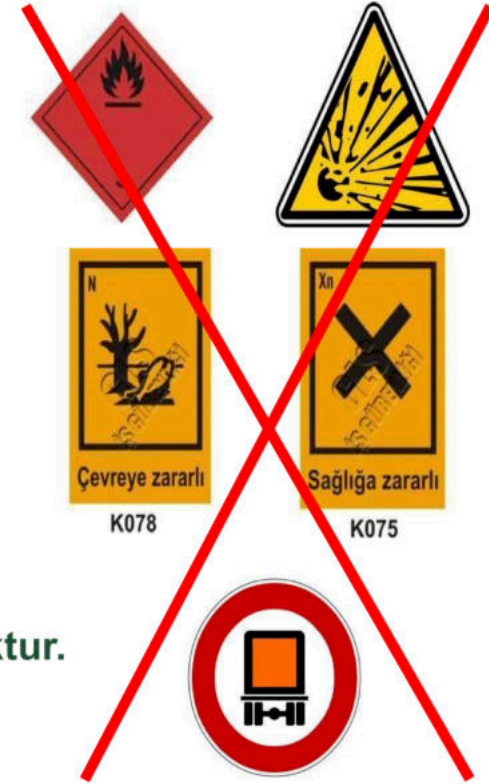 N
Xn
Çevreye zararlı
Sağlığa zararlı
K078
K075
ktur.